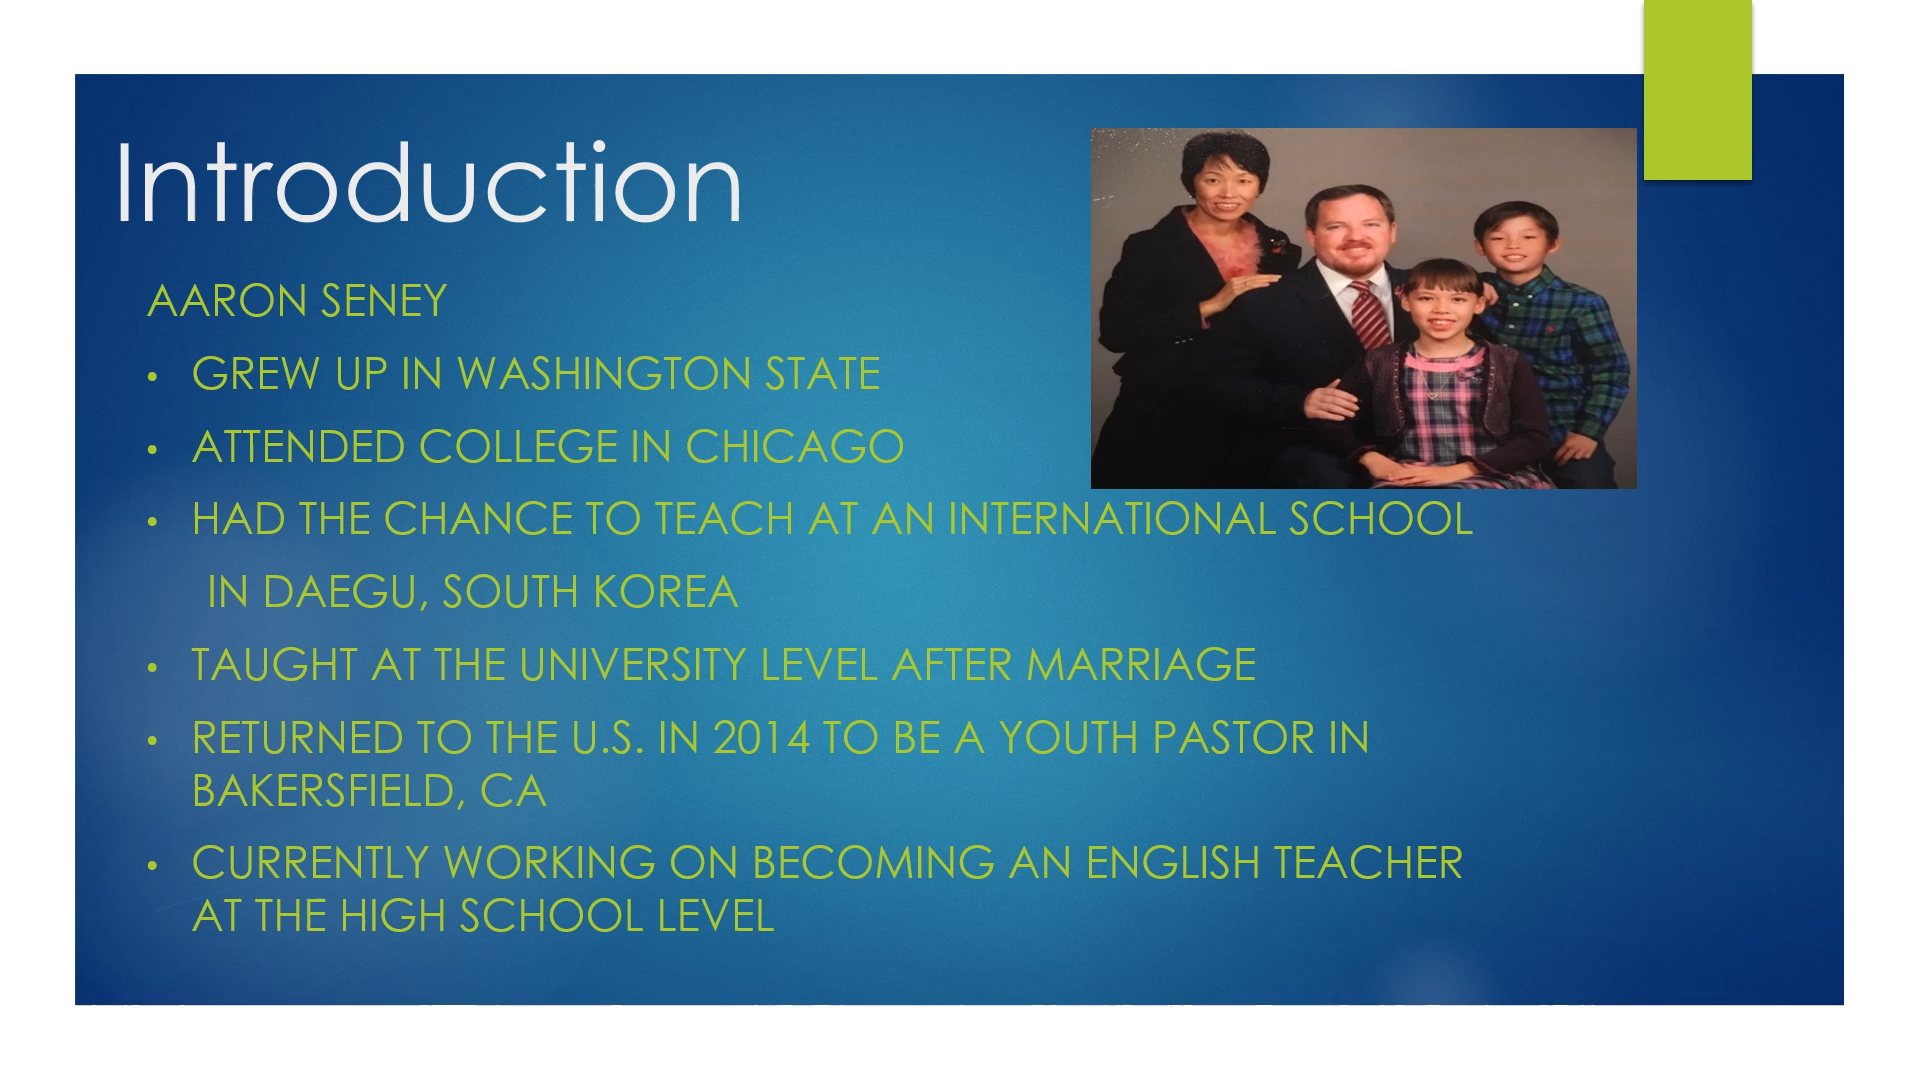 Introduction
AARON SENEY
• GREW UP IN WASHINGTON STATE
• ATTENDED COLLEGE IN CHICAGO
• HAD THE CHANCE TO TEACH AT AN INTERNATIONAL SCHOOL
IN DAEGU, SOUTH KOREA
• TAUGHT AT THE UNIVERSITY LEVEL AFTER MARRIAGE
• RETURNED TO THE U.S. IN 2014 TO BE A YOUTH PASTOR IN
BAKERSFIELD, CA
• CURRENTLY WORKING ON BECOMING AN ENGLISH TEACHER
AT THE HIGH SCHOOL LEVEL